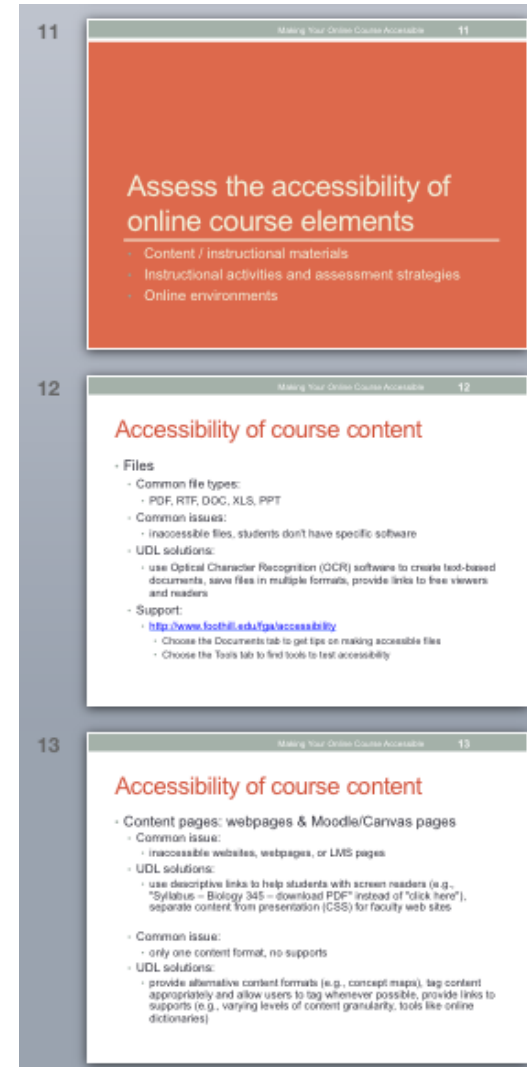 11
Making Your Online Course Accessible 11
Assess the accessibility of
online course elements
· Content / instructional materials
· Instructional activities and assessment strategies
· Online environments
12
Making Your Online Course Accessible 12
Accessibility of course content
· Files
· Common file types:
· PDF, RTF, DOC, XLS, PPT
· Common issues:
· inaccessible files, students don't have specific software
· UDL solutions:
· use Optical Character Recognition (OCR) software to create text-based
documents, save files in multiple formats, provide links to free viewers
and readers
· Support:
· http://www.foothill.edu/fga/accessibility
· Choose the Documents tab to get tips on making accessible files
· Choose the Tools tab to find tools to test accessibility
13
Making Your Online Course Accessible 13
Accessibility of course content
· Content pages: webpages & Moodle/Canvas pages
· Common issue:
· inaccessible websites, webpages, or LMS pages
· UDL solutions:
· use descriptive links to help students with screen readers (e.g.,
"Syllabus – Biology 345 – download PDF" instead of "click here"),
separate content from presentation (CSS) for faculty web sites
· Common issue:
· only one content format, no supports
· UDL solutions:
· provide alternative content formats (e.g., concept maps), tag content
appropriately and allow users to tag whenever possible, provide links to
supports (e.g., varying levels of content granularity, tools like online
dictionaries)